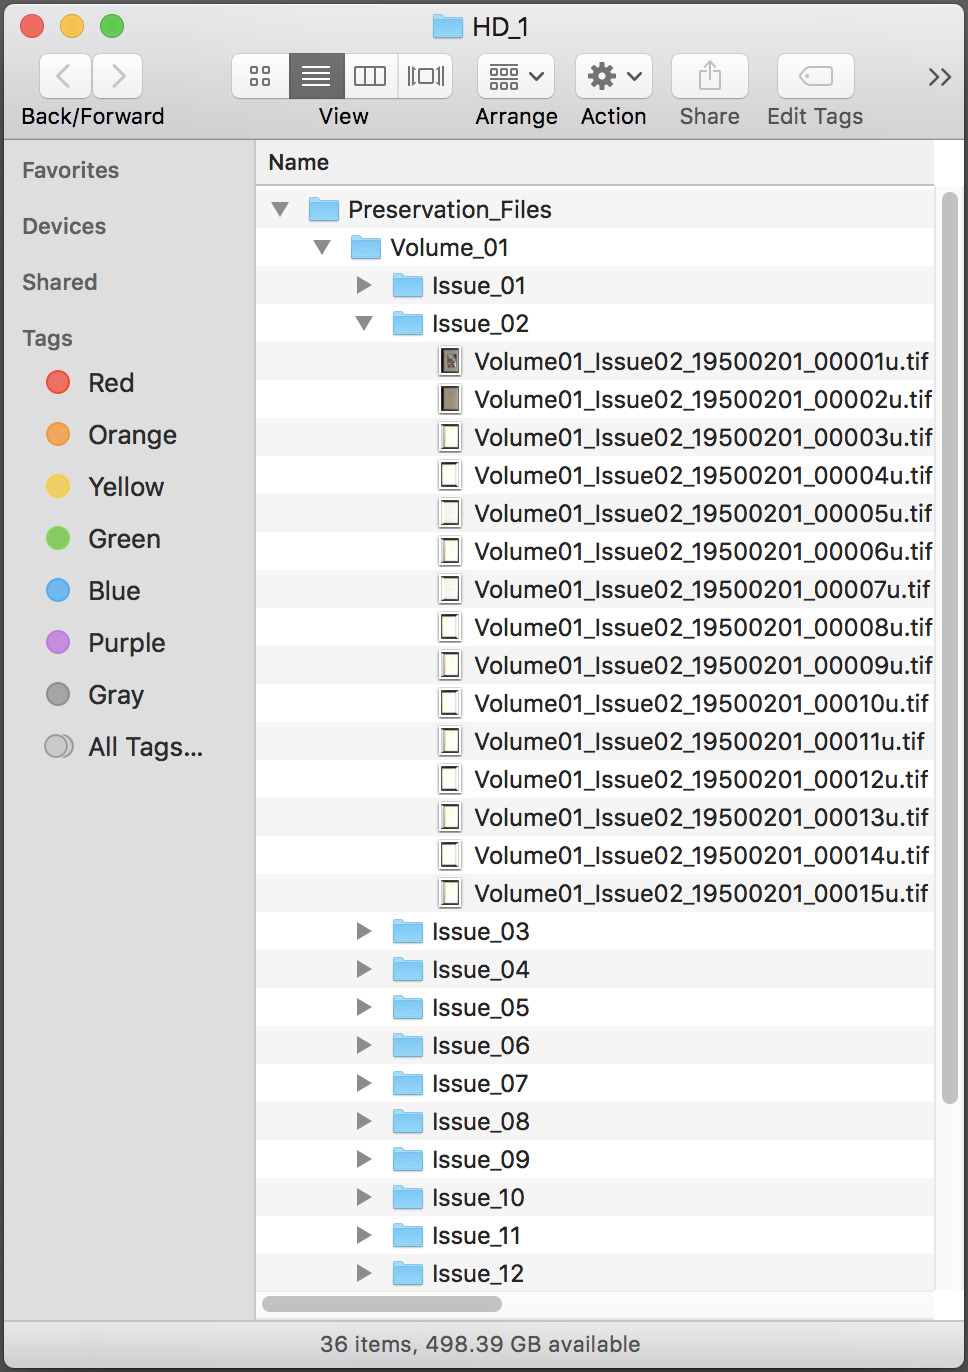 HD_1
Back/Forward View Arrange Action Share Edit Tags
Favorites
Devices
Shared
Tags
Red
Orange
Yellow
Green
Blue
Purple
Gray
All Tags...
Name
Preservation_Files
Volume_01
Issue_01
Issue_02
Volume01_Issue02_19500201_00001u.tif
Volume01_Issue02_19500201_00002u.tif
Volume01_Issue02_19500201_00003u.tif
Volume01_Issue02_19500201_00004u.tif
Volume01_Issue02_19500201_00005u.tif
Volume01_Issue02_19500201_00006u.tif
Volume01_Issue02_19500201_00007u.tif
Volume01_Issue02_19500201_00008u.tif
Volume01_Issue02_19500201_00009u.tif
Volume01_Issue02_19500201_00010u.tif
Volume01_Issue02_19500201_00011u.tif
Volume01_Issue02_19500201_00012u.tif
Volume01_Issue02_19500201_00013u.tif
Volume01_Issue02_19500201_00014u.tif
Volume01_Issue02_19500201_00015u.tif
Issue_03
Issue_04
Issue_05
Issue_06
Issue_07
Issue_08
Issue_09
Issue_10
Issue_11
Issue_12
36 items, 498.39 GB available